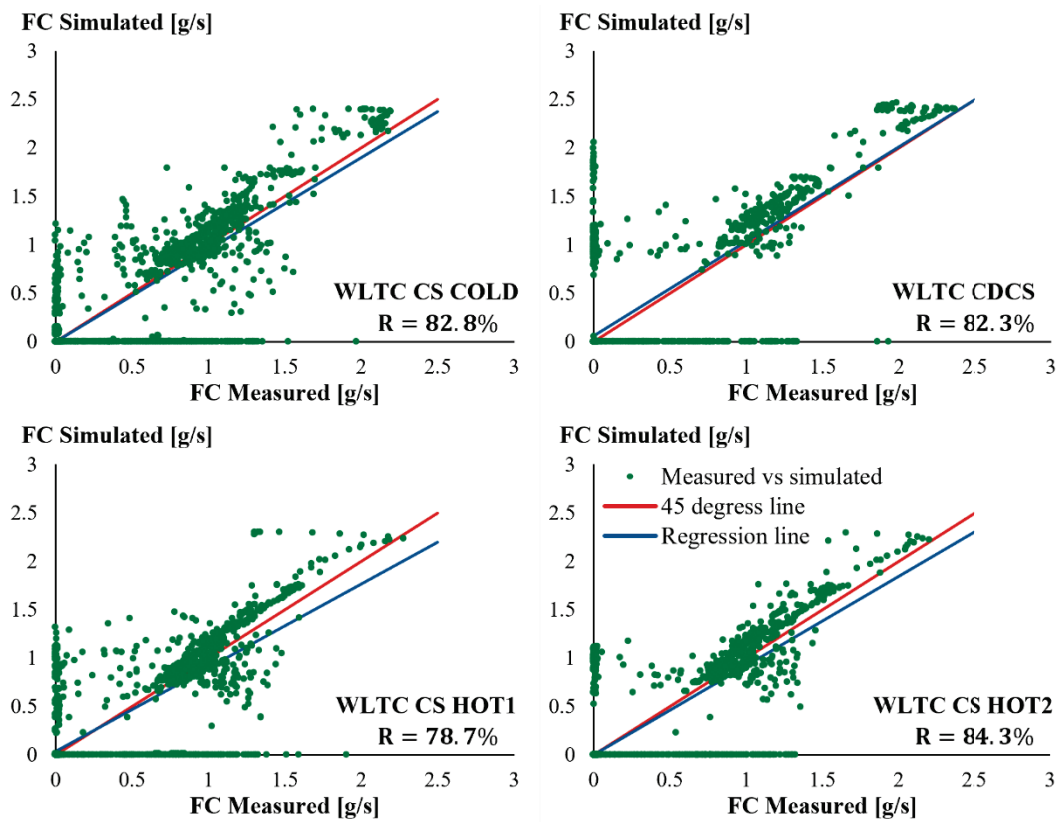 FC Simulated [g/s]
3
2.5
2
1.5
1
0.5
0
0 0.5 1 1.5 2 2.5 3
FC Measured [g/s]
WLTC CS COLD
R = 82.8%
FC Simulated [g/s]
3
2.5
2
1.5
1
0.5
0
0 0.5 1 1.5 2 2.5 3
FC Measured [g/s]
WLTC CDCS
R = 82.3%
FC Simulated [g/s]
3
2.5
2
1.5
1
0.5
0
0 0.5 1 1.5 2 2.5 3
FC Measured [g/s]
WLTC CS HOT1
R = 78.7%
FC Simulated [g/s]
3
2.5
2
1.5
1
0.5
0
0 0.5 1 1.5 2 2.5 3
FC Measured [g/s]
Measured vs simulated
45 degress line
Regression line
WLTC CS HOT2
R = 84.3%